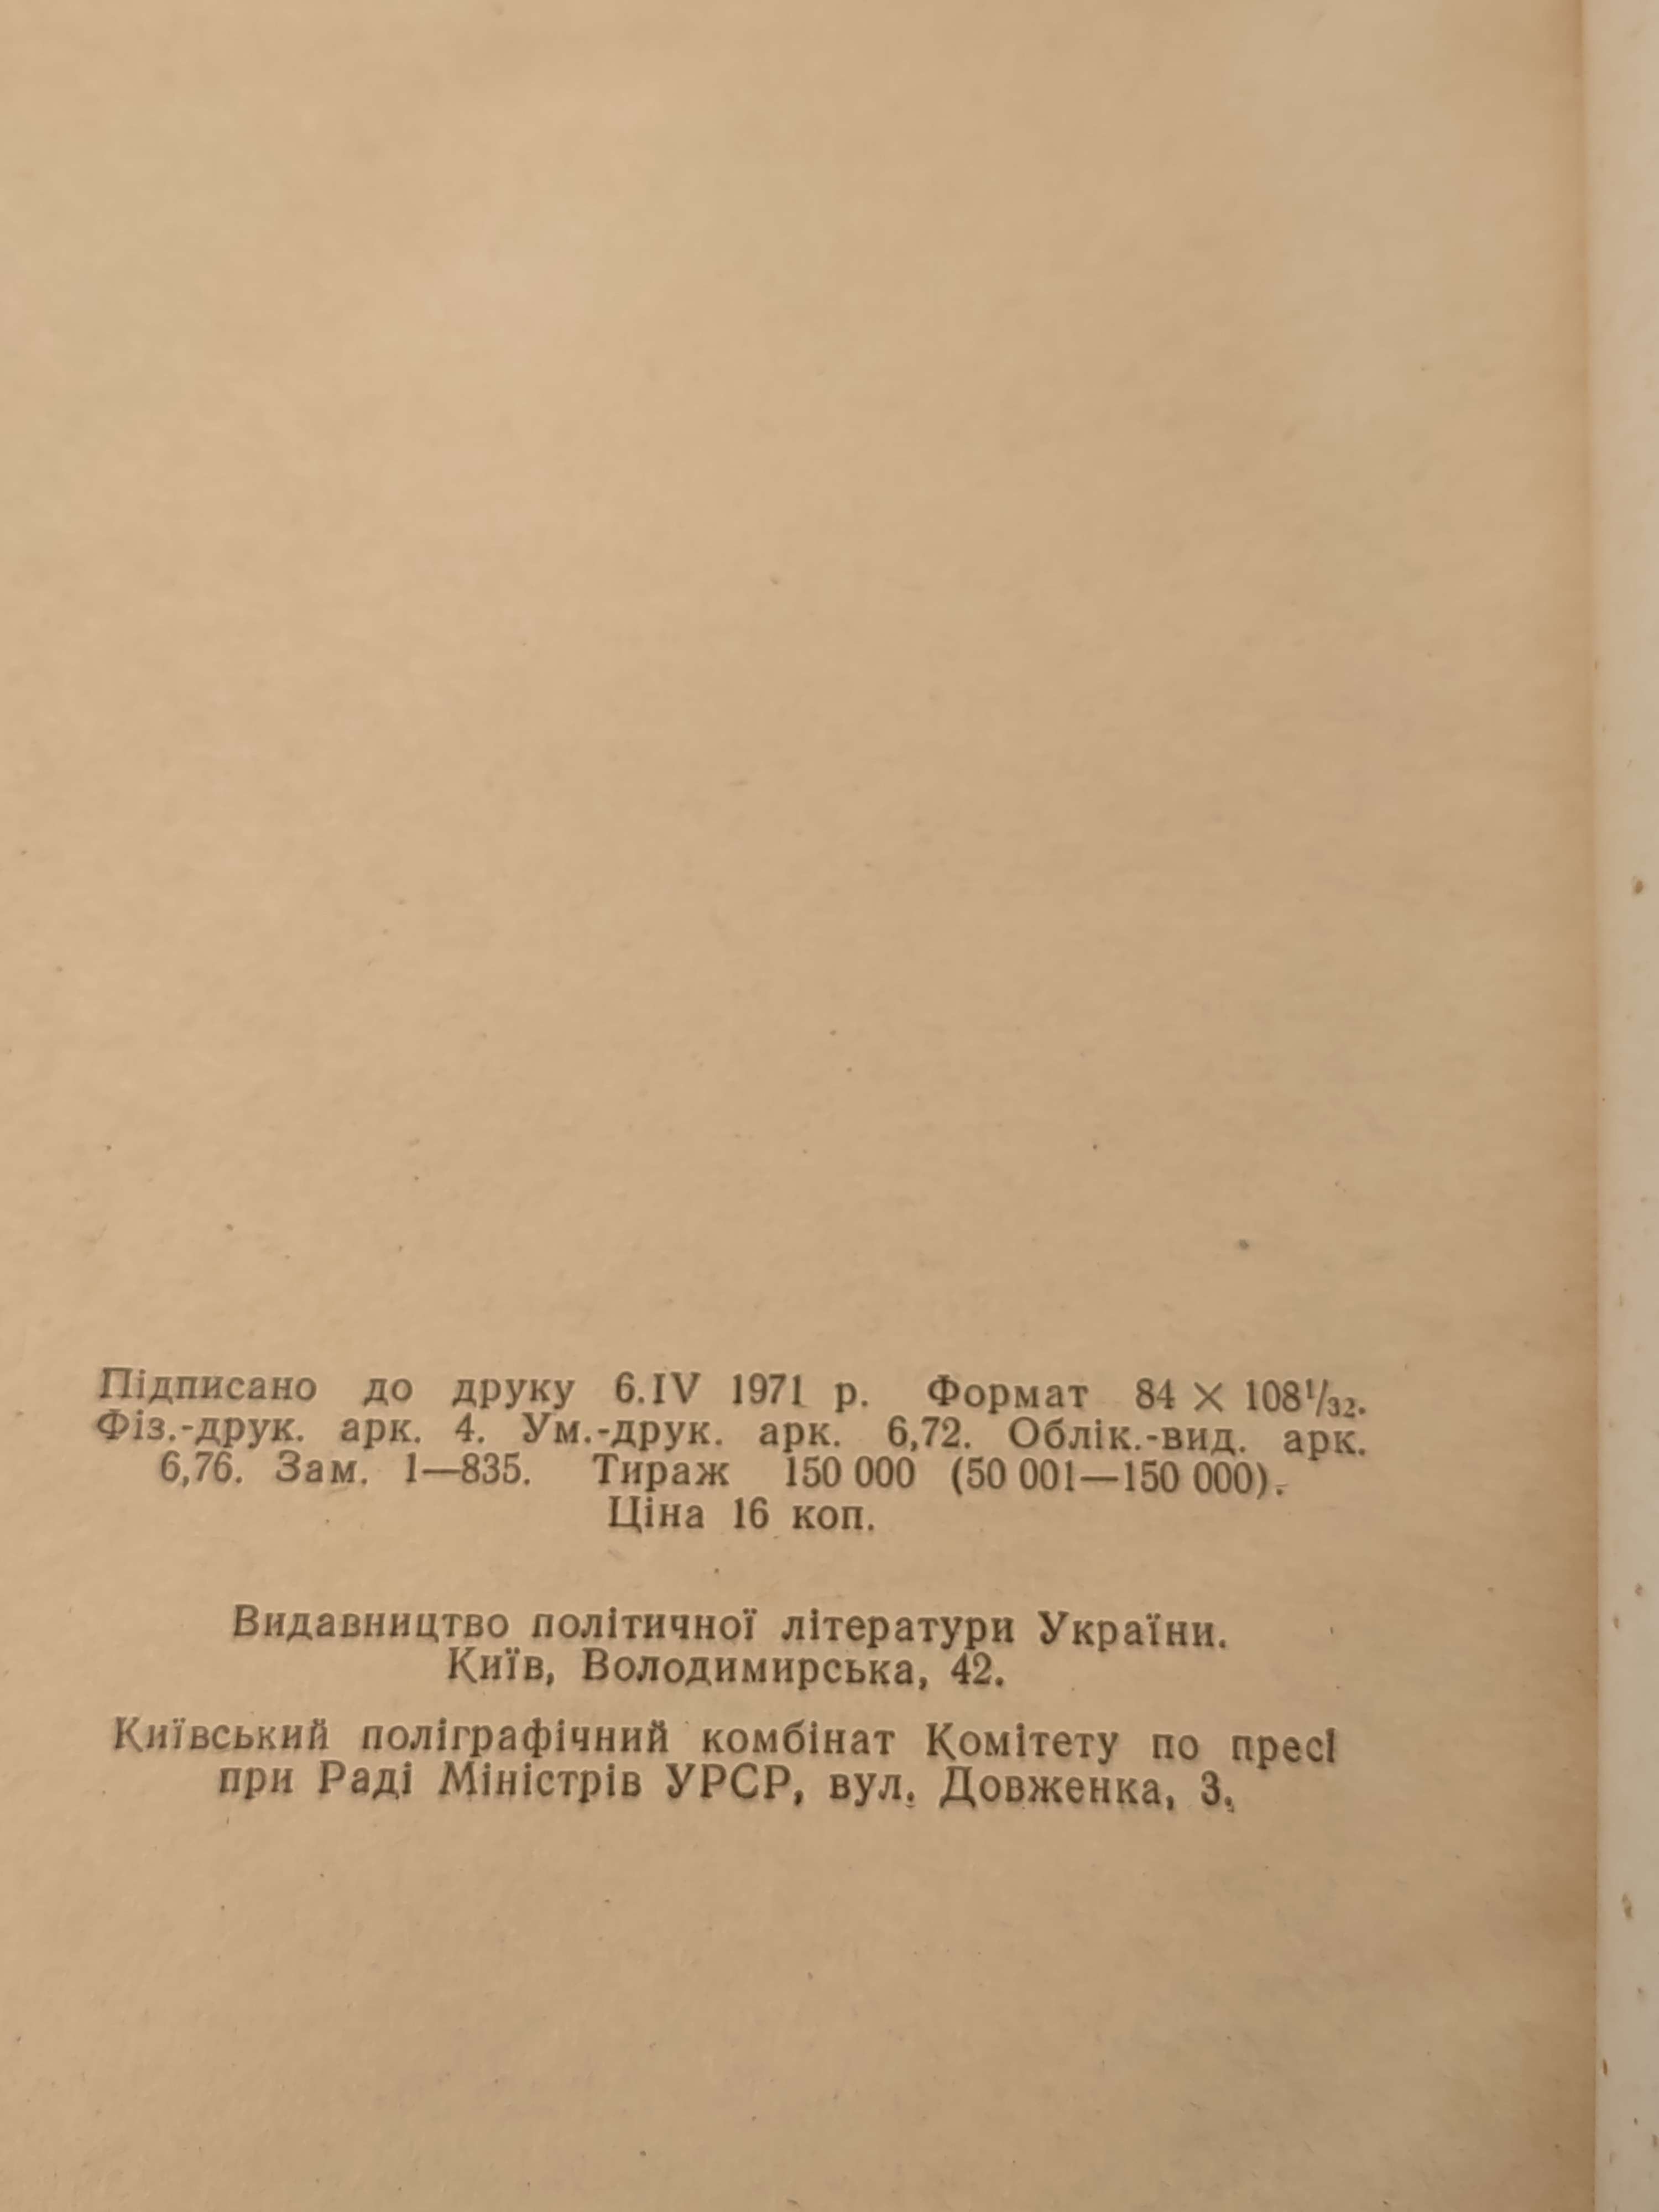 Підписано до друку 6.IV 1971 р. Формат 84 × 108¹/₃₂.
Фіз.-друк. арк. 4. Ум.-друк. арк. 6,72. Облік.-вид. арк.
6,76. Зам. 1—835. Тираж 150 000 (50 001—150 000).
Ціна 16 коп.
Видавництво політичної літератури України.
Київ, Володимирська, 42.
Київський поліграфічний комбінат Комітету по пресі
при Раді Міністрів УРСР, вул. Довженка, 3.